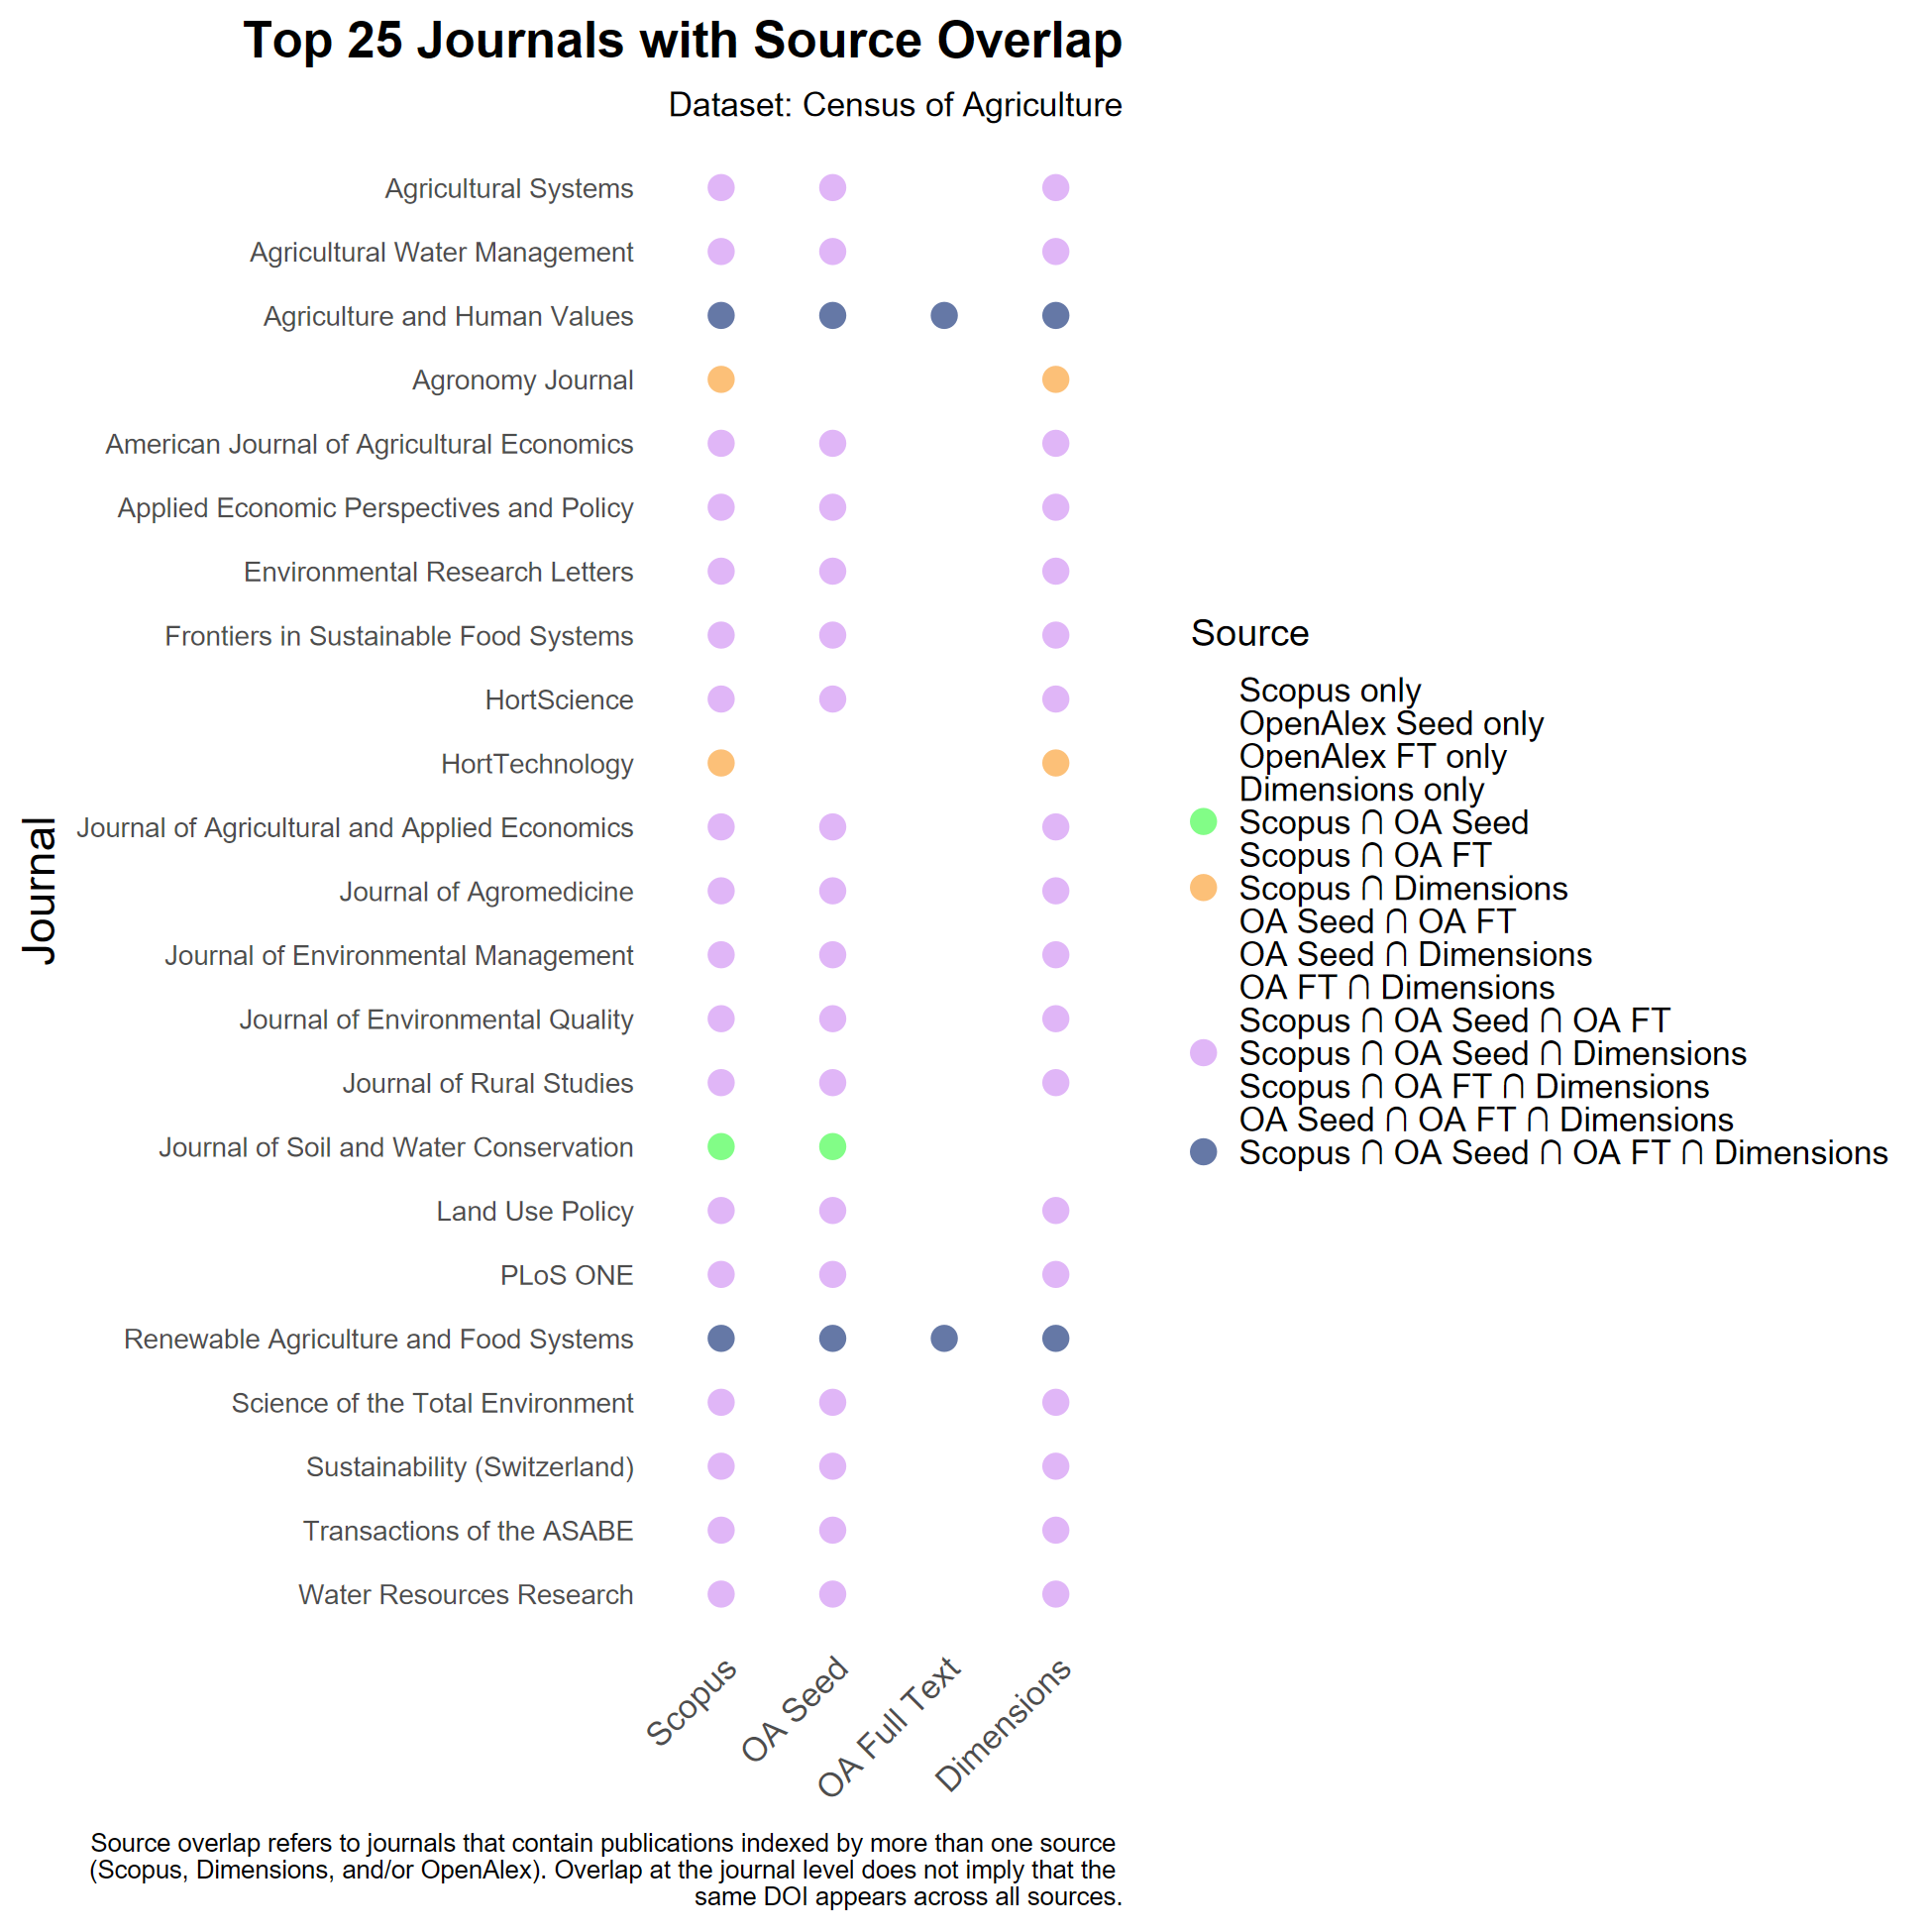 Top 25 Journals with Source Overlap
Dataset: Census of Agriculture
Journal
Agricultural Systems
Agricultural Water Management
Agriculture and Human Values
Agronomy Journal
American Journal of Agricultural Economics
Applied Economic Perspectives and Policy
Environmental Research Letters
Frontiers in Sustainable Food Systems
HortScience
HortTechnology
Journal of Agricultural and Applied Economics
Journal of Agromedicine
Journal of Environmental Management
Journal of Environmental Quality
Journal of Rural Studies
Journal of Soil and Water Conservation
Land Use Policy
PLoS ONE
Renewable Agriculture and Food Systems
Science of the Total Environment
Sustainability (Switzerland)
Transactions of the ASABE
Water Resources Research
Scopus
OA Seed
OA Full Text
Dimensions
Source
Scopus only
OpenAlex Seed only
OpenAlex FT only
Dimensions only
Scopus ∩ OA Seed
Scopus ∩ OA FT
Scopus ∩ Dimensions
OA Seed ∩ OA FT
OA Seed ∩ Dimensions
OA FT ∩ Dimensions
Scopus ∩ OA Seed ∩ OA FT
Scopus ∩ OA Seed ∩ Dimensions
Scopus ∩ OA FT ∩ Dimensions
OA Seed ∩ OA FT ∩ Dimensions
Scopus ∩ OA Seed ∩ OA FT ∩ Dimensions
Source overlap refers to journals that contain publications indexed by more than one source
(Scopus, Dimensions, and/or OpenAlex). Overlap at the journal level does not imply that the
same DOI appears across all sources.